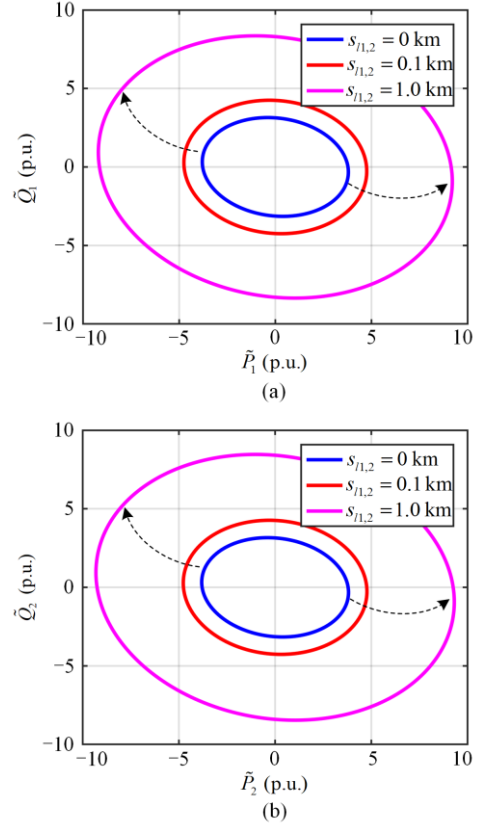 10
5
0
−5
−10
Q̃₁ (p.u.)
s_{l1,2} = 0 km
s_{l1,2} = 0.1 km
s_{l1,2} = 1.0 km
−10 −5 0 5 10
P̃₁ (p.u.)
(a)
10
5
0
−5
−10
Q̃₂ (p.u.)
s_{l1,2} = 0 km
s_{l1,2} = 0.1 km
s_{l1,2} = 1.0 km
−10 −5 0 5 10
P̃₂ (p.u.)
(b)